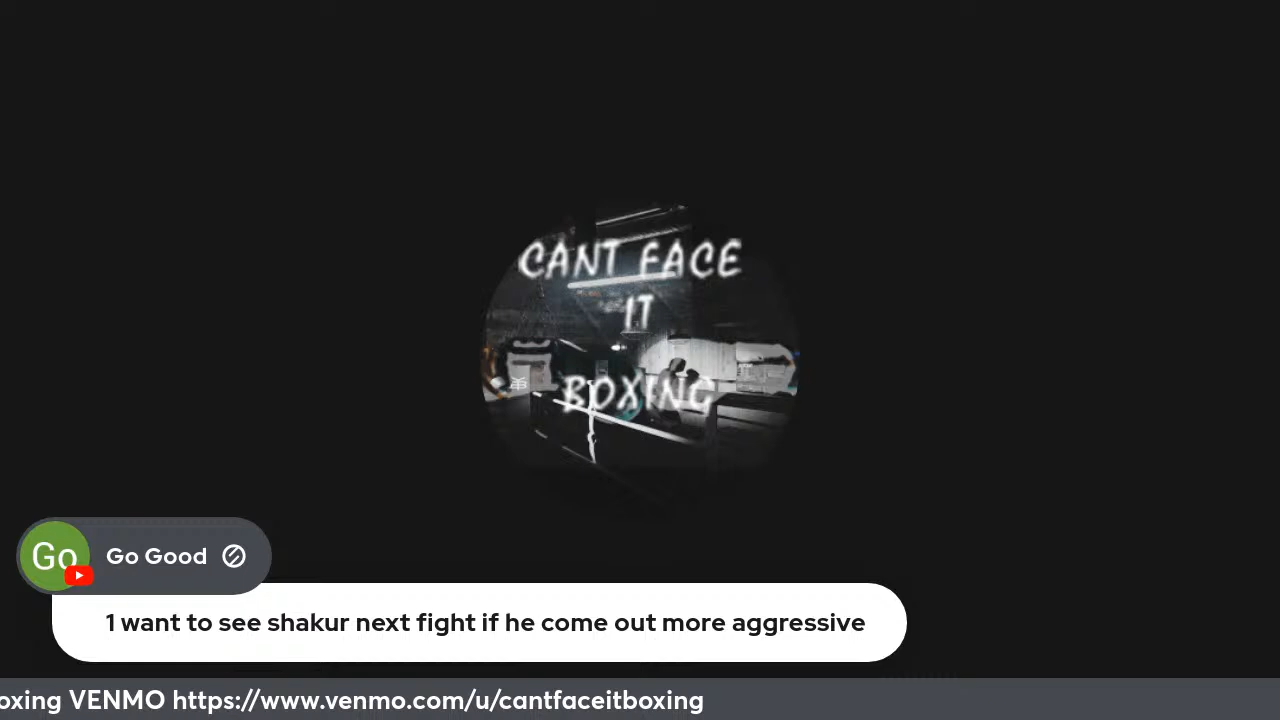 CANT FACE
IT
BOXING
Go
Go Good
1 want to see shakur next fight if he come out more aggressive
oxing VENMO https://www.venmo.com/u/cantfaceitboxing